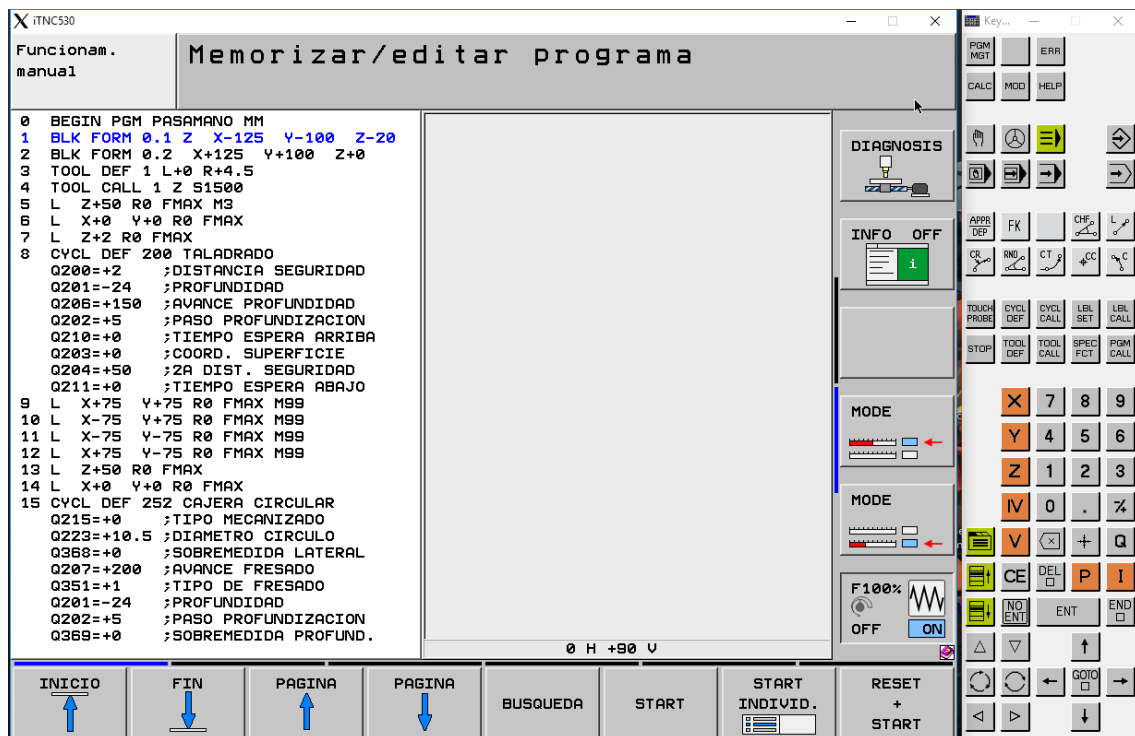 iTNC530
Funcionam.
manual
Memorizar/editar programa
0 BEGIN PGM PASAMANO MM
1 BLK FORM 0.1 Z X-125 Y-100 Z-20
2 BLK FORM 0.2 X+125 Y+100 Z+0
3 TOOL DEF 1 L+0 R+4.5
4 TOOL CALL 1 Z S1500
5 L Z+50 R0 FMAX M3
6 L X+0 Y+0 R0 FMAX
7 L Z+2 R0 FMAX
8 CYCL DEF 200 TALADRADO
Q200=+2 ;DISTANCIA SEGURIDAD
Q201=-24 ;PROFUNDIDAD
Q206=+150 ;AVANCE PROFUNDIDAD
Q202=+5 ;PASO PROFUNDIZACION
Q210=+0 ;TIEMPO ESPERA ARRIBA
Q203=+0 ;COORD. SUPERFICIE
Q204=+50 ;2A DIST. SEGURIDAD
Q211=+0 ;TIEMPO ESPERA ABAJO
9 L X+75 Y+75 R0 FMAX M99
10 L X-75 Y+75 R0 FMAX M99
11 L X-75 Y-75 R0 FMAX M99
12 L X+75 Y-75 R0 FMAX M99
13 L Z+50 R0 FMAX
14 L X+0 Y+0 R0 FMAX
15 CYCL DEF 252 CAJERA CIRCULAR
Q215=+0 ;TIPO MECANIZADO
Q223=+10.5 ;DIAMETRO CIRCULO
Q368=+0 ;SOBREMEDIDA LATERAL
Q207=+200 ;AVANCE FRESADO
Q351=+1 ;TIPO DE FRESADO
Q201=-24 ;PROFUNDIDAD
Q202=+5 ;PASO PROFUNDIZACION
Q369=+0 ;SOBREMEDIDA PROFUND.
0 H +90 V
DIAGNOSIS
INFO OFF
i
MODE
MODE
F100%
OFF ON
INICIO FIN PAGINA PAGINA BUSQUEDA START START
INDIVID.
RESET
+
START
Key...
PGM
MGT
ERR
CALC MOD HELP
APPR
DEP
FK
CHF
L
CR RND CT CC C
TOUCH
PROBE
CYCL
DEF
CYCL
CALL
LBL
SET
LBL
CALL
STOP
TOOL
DEF
TOOL
CALL
SPEC
FCT
PGM
CALL
X 7 8 9
Y 4 5 6
Z 1 2 3
IV 0 . -/+
V Q
CE
DEL
P I
NO
ENT
ENT
END
GOTO